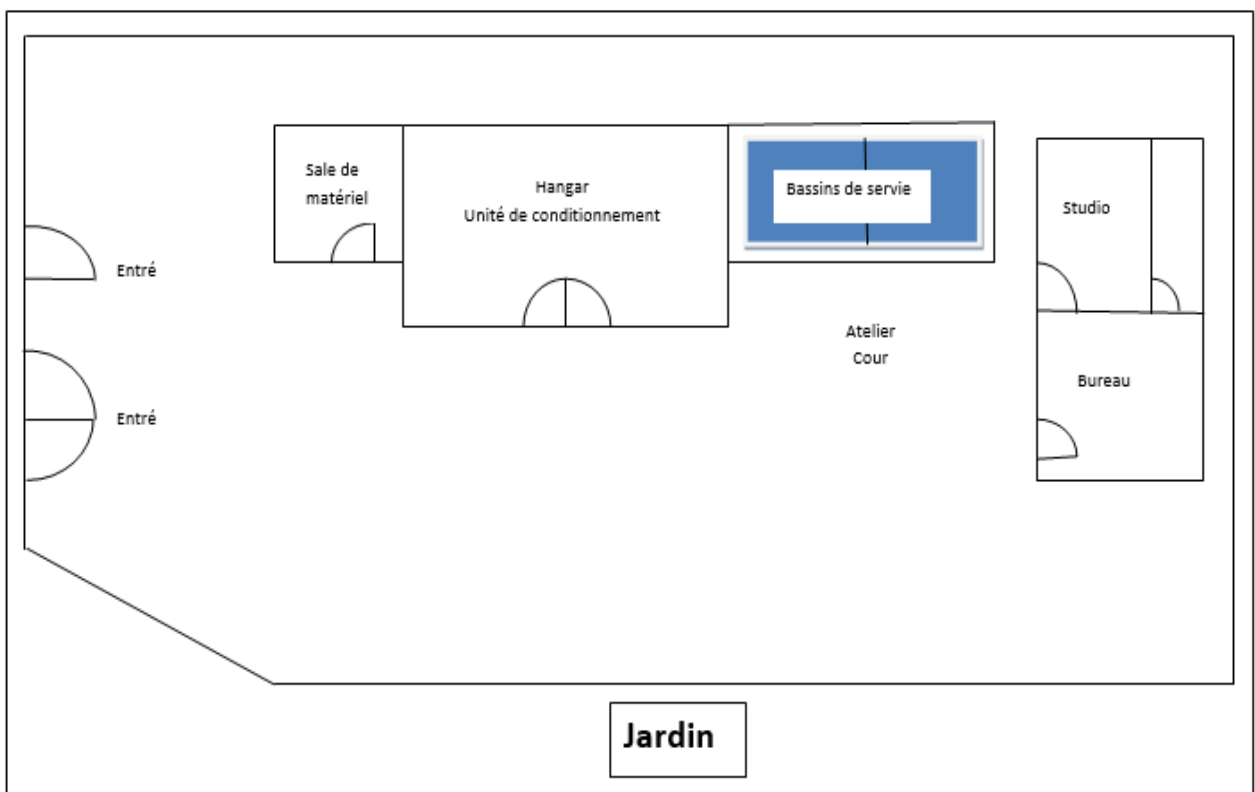 Sale de
matériel
Hangar
Unité de conditionnement
Bassins de servie
Studio
Entré
Atelier
Cour
Bureau
Entré
Jardin